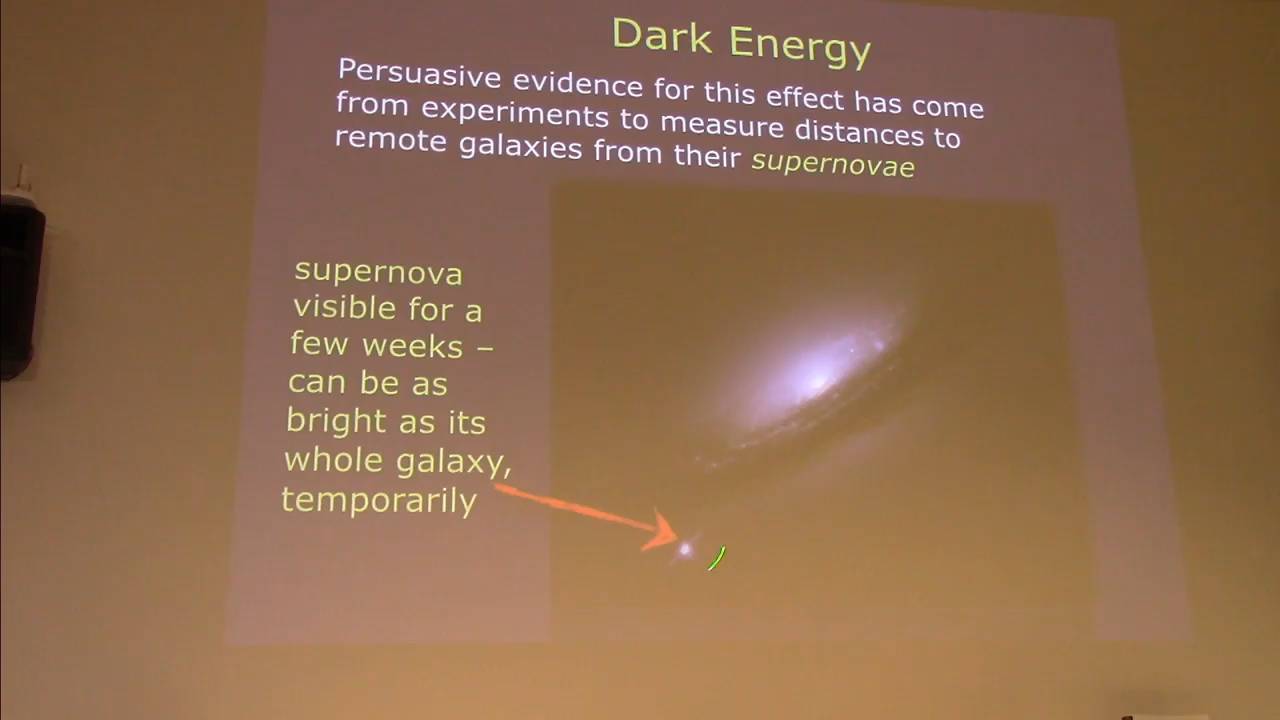 Dark Energy
Persuasive evidence for this effect has come
from experiments to measure distances to
remote galaxies from their supernovae
supernova
visible for a
few weeks –
can be as
bright as its
whole galaxy,
temporarily